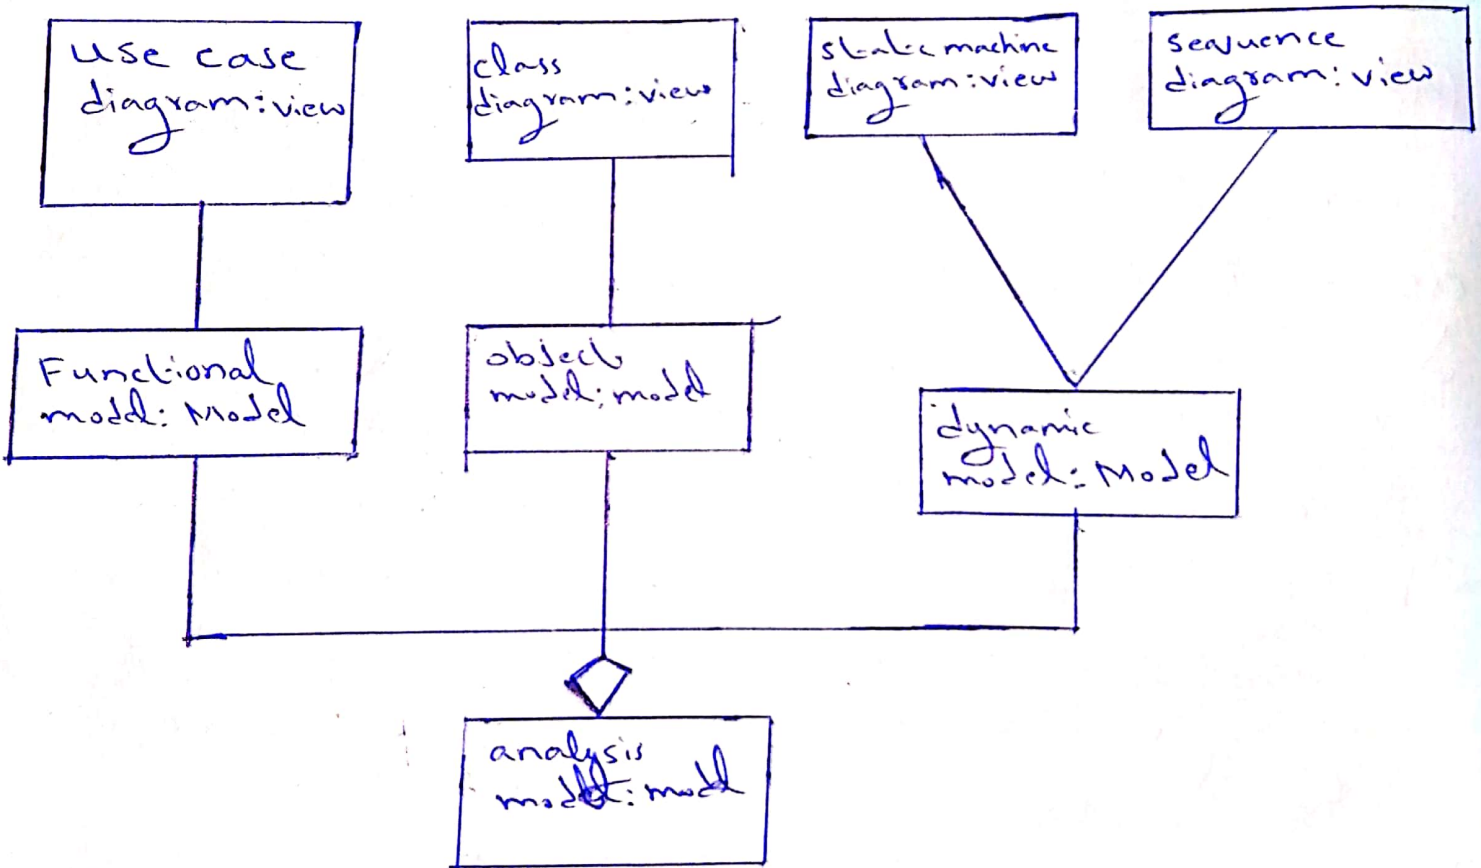 use case
diagram: view
class
diagram: view
state machine
diagram: view
seauuence
diagram: view
Functional
model: Model
object
model: model
dynamic
model: Model
analysis
model: model